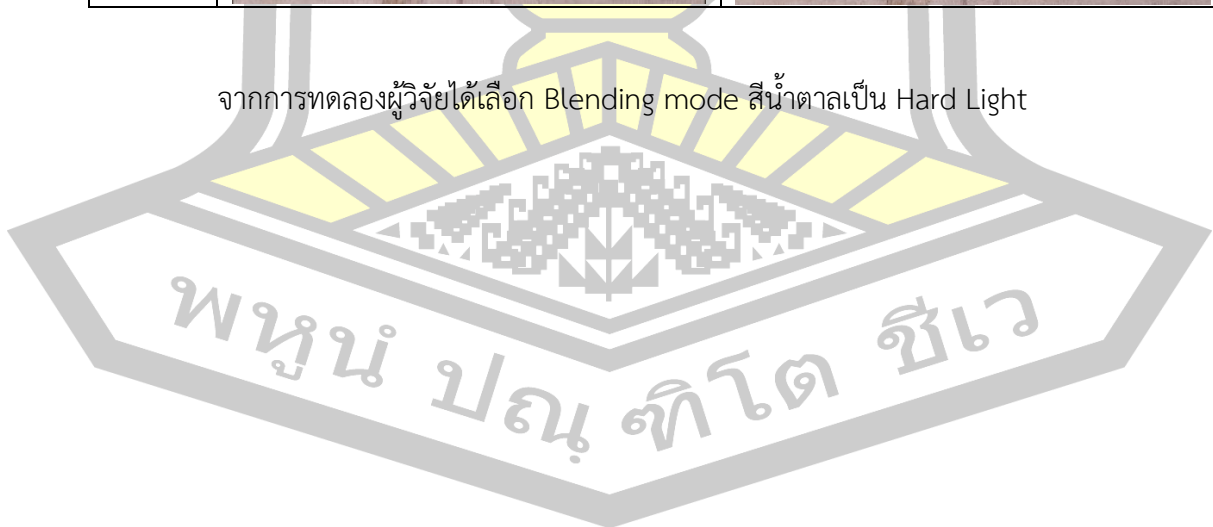 จากการทดลองผู้วิจัยได้เลือก Blending mode สีน้ำตาลเป็น Hard Light
พหูนํ ปณฺฑิโต ชีเว